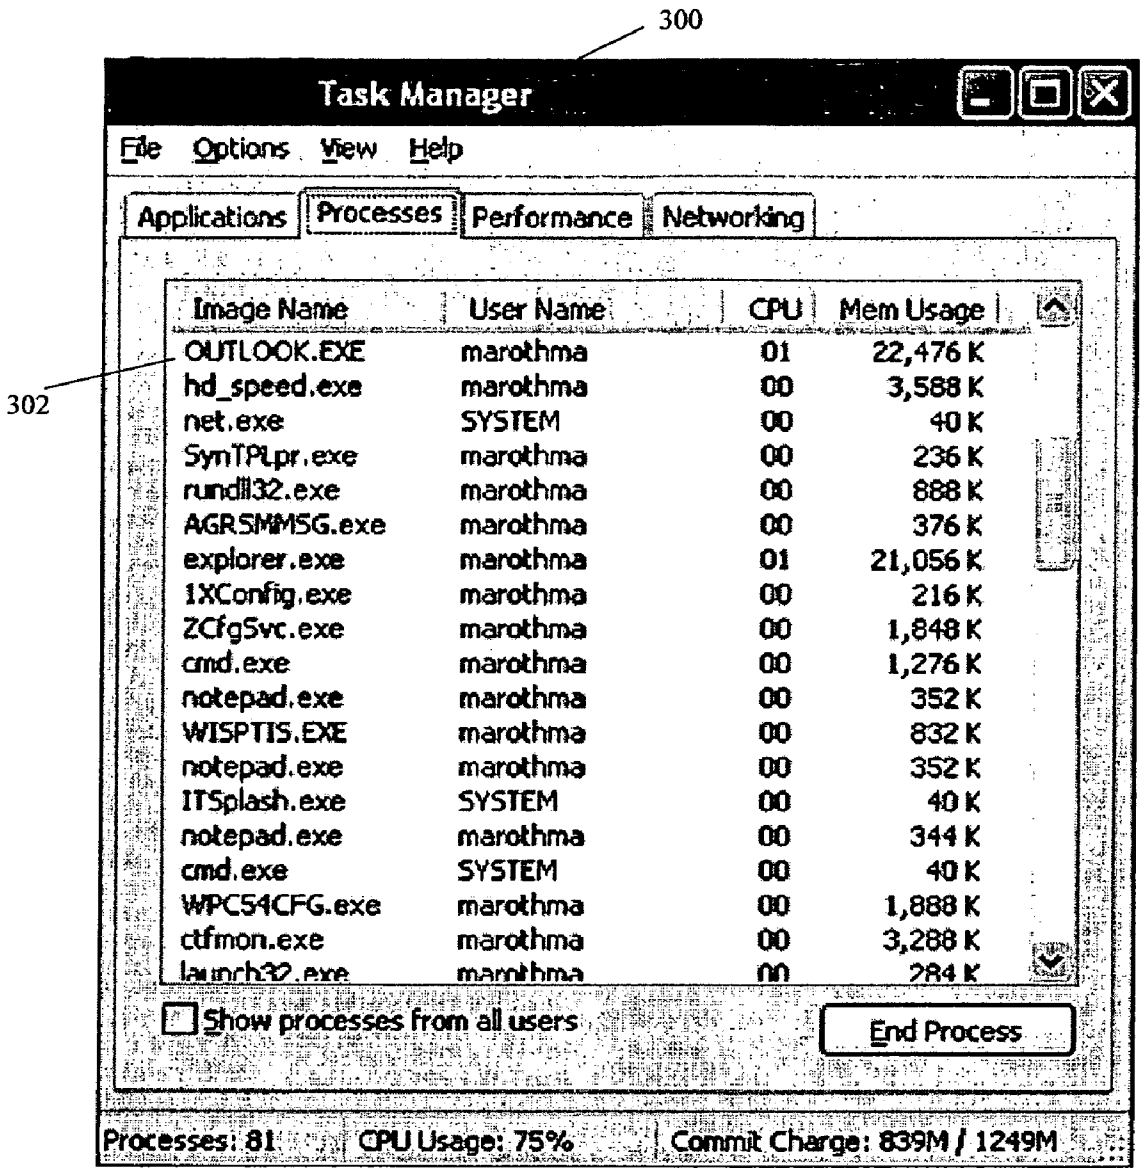 300
Task Manager
File Options View Help
Applications Processes Performance Networking
Image Name User Name CPU Mem Usage
OUTLOOK.EXE marothma 01 22,476 K
302
hd_speed.exe marothma 00 3,588 K
net.exe SYSTEM 00 40 K
SynTPLpr.exe marothma 00 236 K
rundll32.exe marothma 00 888 K
AGRSMMSG.exe marothma 00 376 K
explorer.exe marothma 01 21,056 K
1XConfig.exe marothma 00 216 K
ZCfgSvc.exe marothma 00 1,848 K
cmd.exe marothma 00 1,276 K
notepad.exe marothma 00 352 K
WISPTIS.EXE marothma 00 832 K
notepad.exe marothma 00 352 K
ITSplash.exe SYSTEM 00 40 K
notepad.exe marothma 00 344 K
cmd.exe SYSTEM 00 40 K
WPC54CFG.exe marothma 00 1,888 K
ctfmon.exe marothma 00 3,288 K
launch32.exe marothma 00 284 K
Show processes from all users
End Process
Processes: 81 CPU Usage: 75% Commit Charge: 839M / 1249M